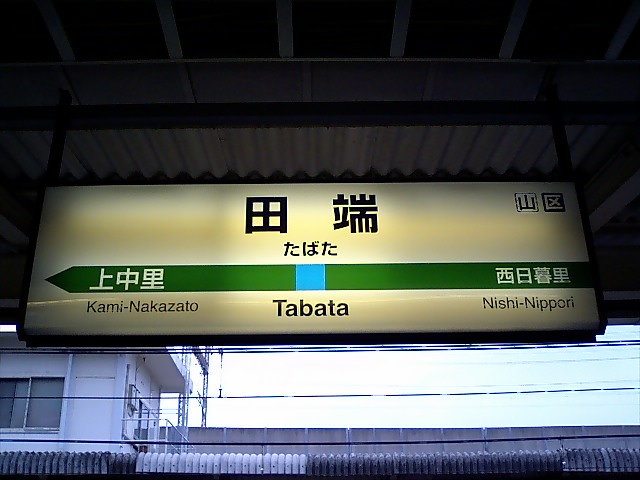 田端
山区
たばた
上中里
西日暮里
Kami-Nakazato
Tabata
Nishi-Nippori